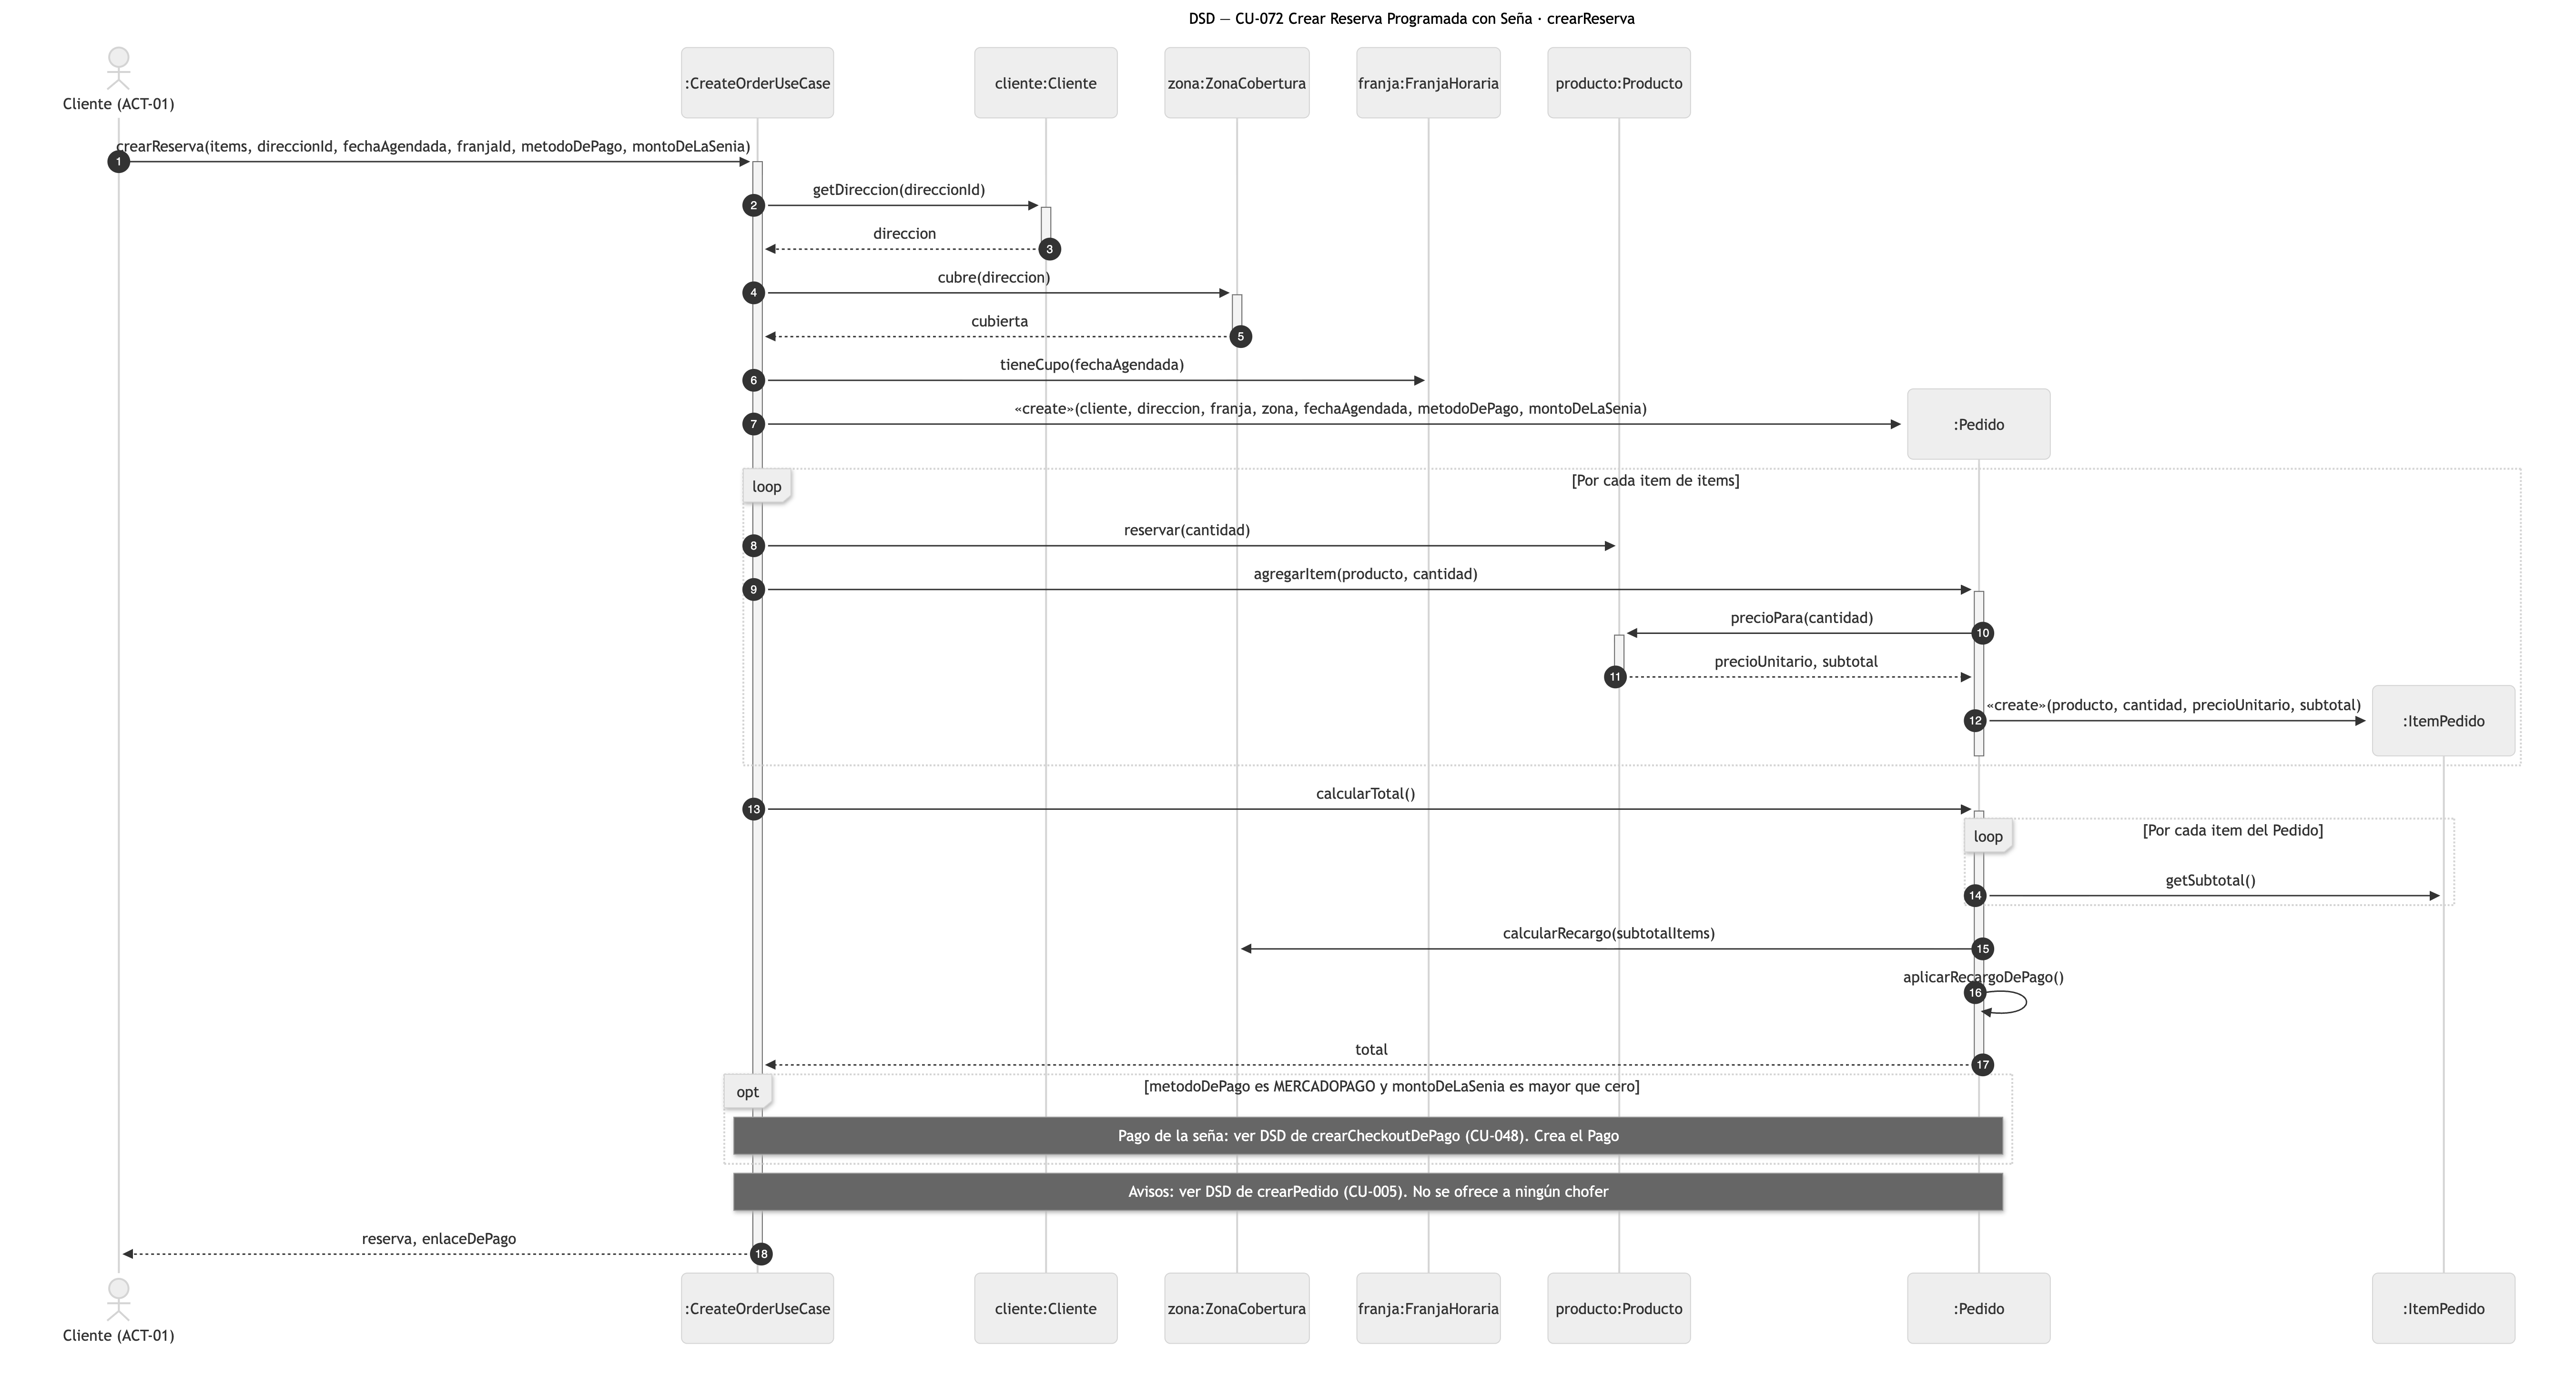 DSD — CU-072 Crear Reserva Programada con Seña · crearReserva
Cliente (ACT-01)
:CreateOrderUseCase
cliente:Cliente
zona:ZonaCobertura
franja:FranjaHoraria
producto:Producto
crearReserva(items, direccionId, fechaAgendada, franjaId, metodoDePago, montoDeLaSenia)
1
getDireccion(direccionId)
2
direccion
3
cubre(direccion)
4
cubierta
5
tieneCupo(fechaAgendada)
6
«create»(cliente, direccion, franja, zona, fechaAgendada, metodoDePago, montoDeLaSenia)
7
:Pedido
loop
[Por cada item de items]
reservar(cantidad)
8
agregarItem(producto, cantidad)
9
precioPara(cantidad)
10
precioUnitario, subtotal
11
«create»(producto, cantidad, precioUnitario, subtotal)
12
:ItemPedido
calcularTotal()
13
loop
[Por cada item del Pedido]
getSubtotal()
14
calcularRecargo(subtotalItems)
15
aplicarRecargoDePago()
16
total
17
opt
[metodoDePago es MERCADOPAGO y montoDeLaSenia es mayor que cero]
Pago de la seña: ver DSD de crearCheckoutDePago (CU-048). Crea el Pago
Avisos: ver DSD de crearPedido (CU-005). No se ofrece a ningún chofer
reserva, enlaceDePago
18
Cliente (ACT-01)
:CreateOrderUseCase
cliente:Cliente
zona:ZonaCobertura
franja:FranjaHoraria
producto:Producto
:Pedido
:ItemPedido